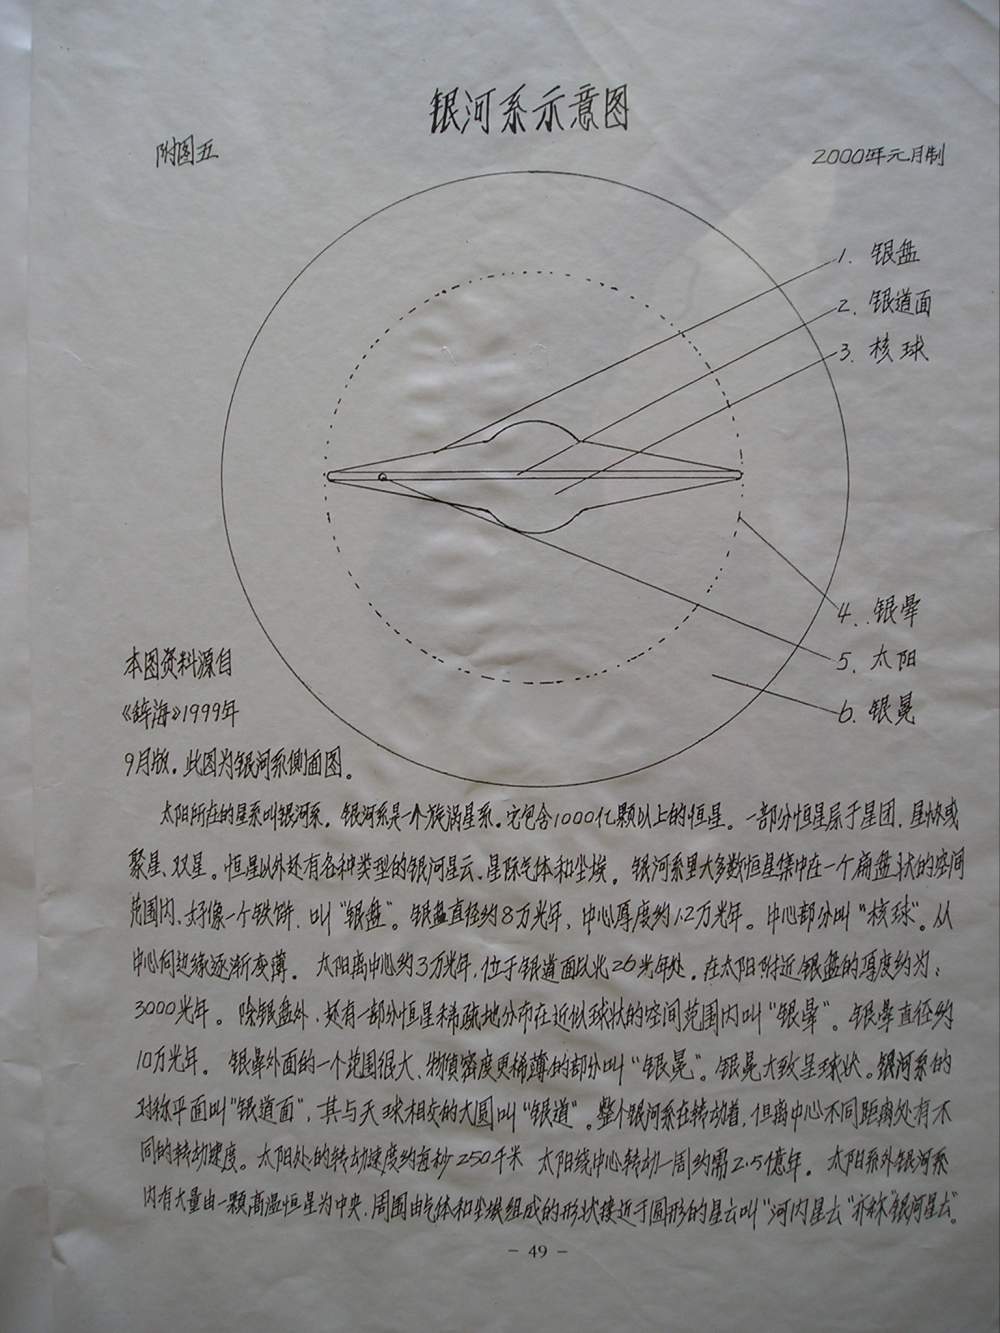 银河系示意图
附图五
2000年元月制
1. 银盘
2. 银道面
3. 核球
4. 银晕
5. 太阳
6. 银冕
本图资料源自
《辞海》1999年
9月版。此图为银河系侧面图。
太阳所在的星系叫银河系。银河系是一个旋涡星系。它包含1000亿颗以上的恒星。一部分恒星属于星团、星协或
聚星、双星。恒星以外还有各种类型的银河星云、星际气体和尘埃。银河系里大多数恒星集中在一个扁盘状的空间
范围内、好像一个铁饼、叫“银盘”。银盘直径约8万光年、中心厚度约1.2万光年。中心部分叫“核球”。从
中心向边缘逐渐变薄。太阳离中心约3万光年,位于银道面以北26光年处。在太阳附近、银盘的厚度约为:
3000光年。除银盘外、还有一部分恒星稀疏地分布在近似球状的空间范围内叫“银晕”。银晕直径约
10万光年。银晕外面的一个范围很大、物质密度更稀薄的部分叫“银冕”。银冕大致呈球状。银河系的
对称平面叫“银道面”,其与天球相交的大圆叫“银道”。整个银河系在转动着,但离中心不同距离处有不
同的转动速度。太阳处的转动速度约每秒250千米 太阳绕中心转动一周约需2.5億年。太阳系外银河系
内有大量由一颗高温恒星为中央、周围由气体和尘埃组成的形状接近于圆形的星云叫“河内星云”亦称“银河星云”。
- 49 -